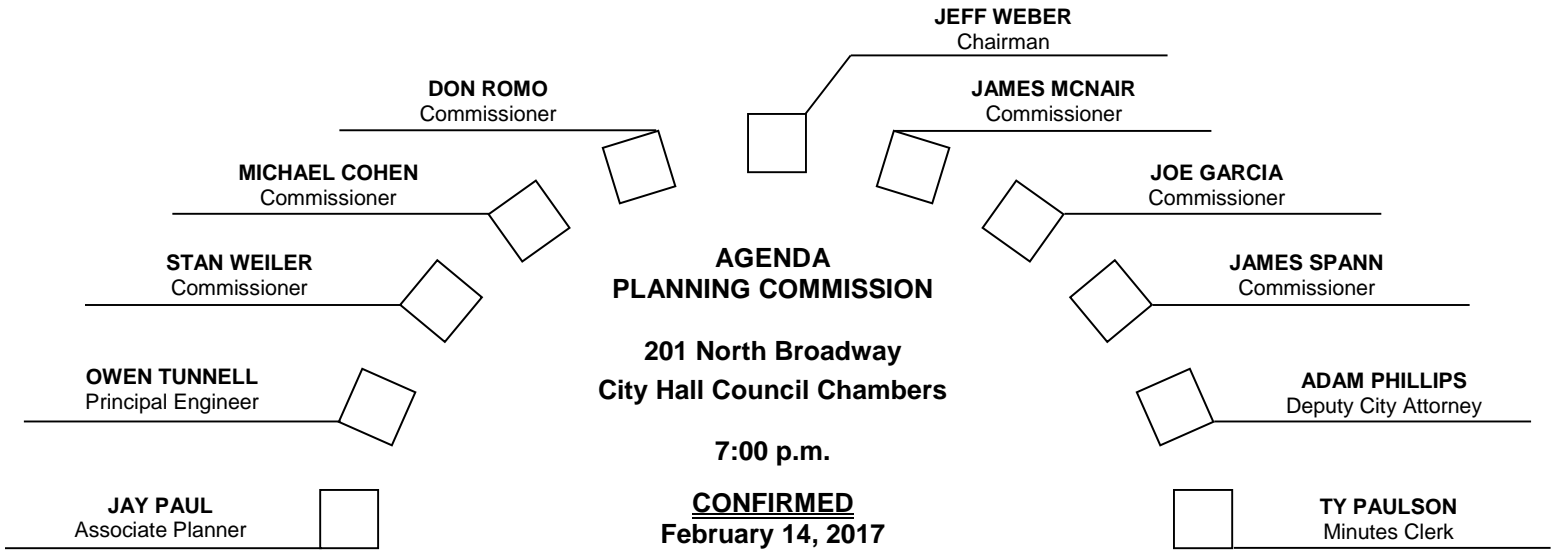 JEFF WEBER
Chairman
DON ROMO
Commissioner
JAMES MCNAIR
Commissioner
MICHAEL COHEN
Commissioner
JOE GARCIA
Commissioner
STAN WEILER
Commissioner
AGENDA
PLANNING COMMISSION
JAMES SPANN
Commissioner
201 North Broadway
City Hall Council Chambers
OWEN TUNNELL
Principal Engineer
ADAM PHILLIPS
Deputy City Attorney
7:00 p.m.
JAY PAUL
Associate Planner
CONFIRMED
February 14, 2017
TY PAULSON
Minutes Clerk